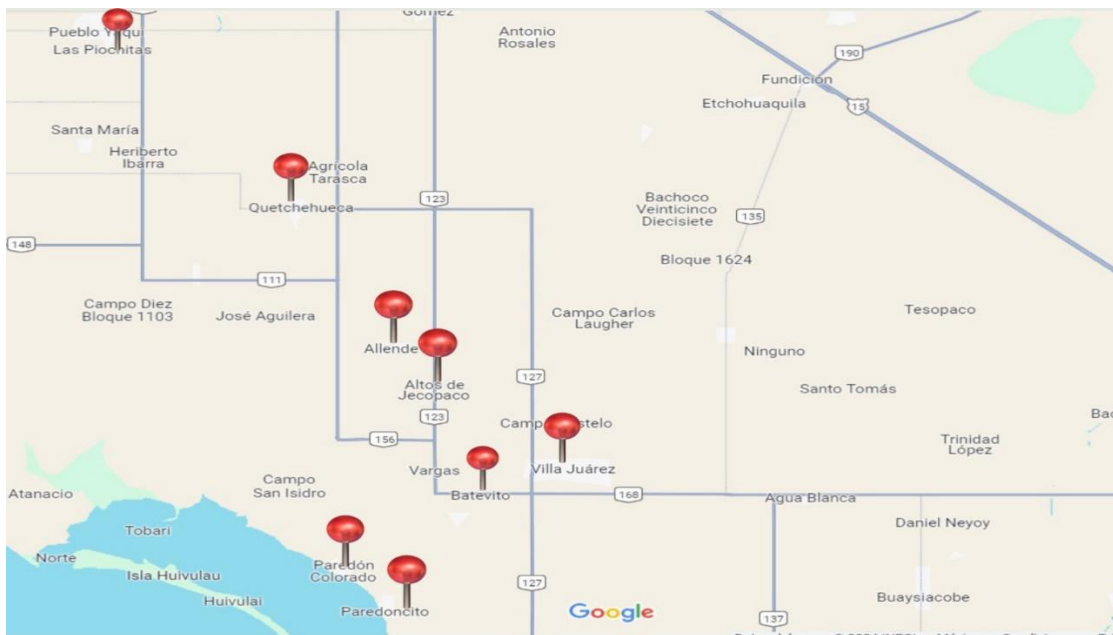 Gómez
Pueblo Yaqui
Las Piochitas
Antonio
Rosales
190
Fundición
15
Etchohuaquila
Santa María
Heriberto
Ibarra
Agrícola
Tarasca
123
Quetchehueca
Bachoco
Veinticinco
Diecisiete
135
148
111
Bloque 1624
Campo Diez
Bloque 1103
José Aguilera
Campo Carlos
Laugher
Tesopaco
Allende
Ninguno
Altos de
Jecopaco
127
Santo Tomás
123
156
Trinidad
López
Vargas
Villa Juárez
Campo
San Isidro
Atanacio
Batevito
168
Agua Blanca
Tobari
Daniel Neyoy
Norte
Isla Huivulau
Paredón
Colorado
127
Huivulai
Paredoncito
Google
Buaysiacobe
137